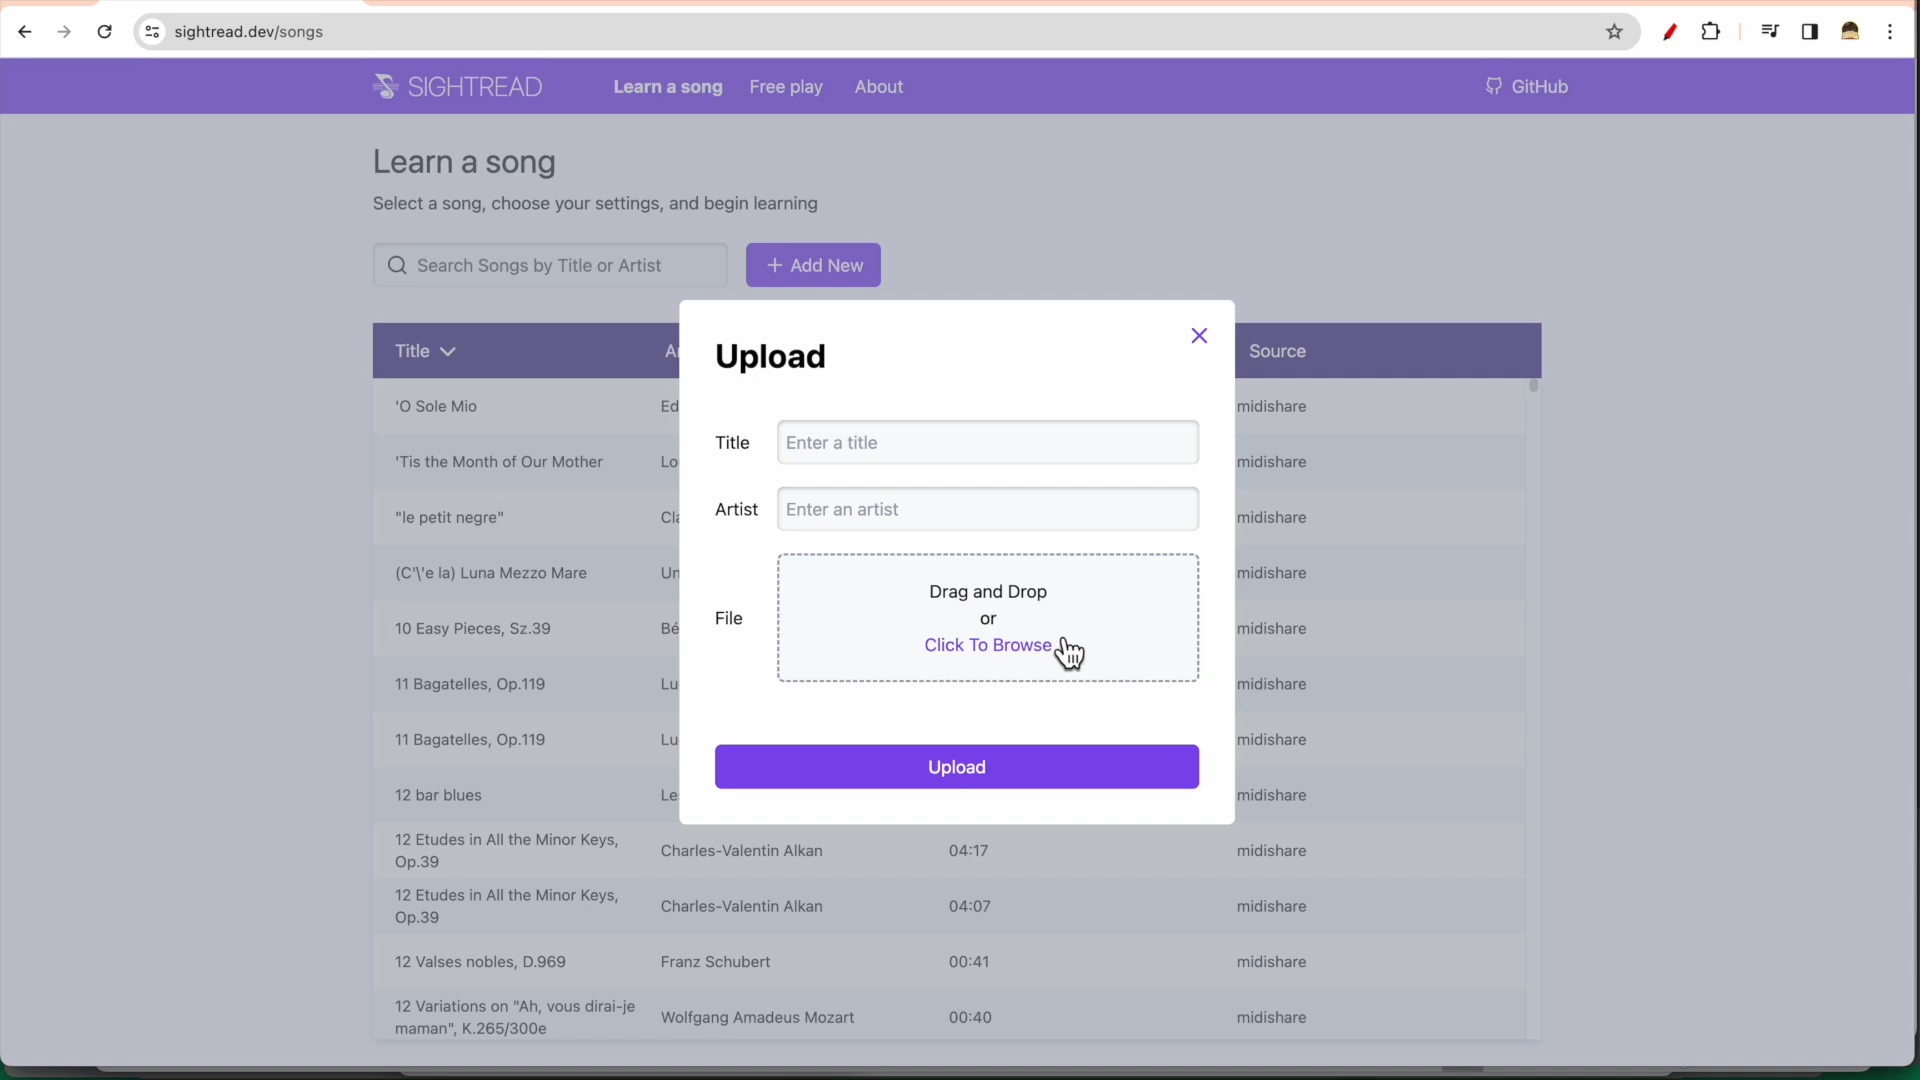 sightread.dev/songs
SIGHTREAD
Learn a song
Free play
About
GitHub
Learn a song
Select a song, choose your settings, and begin learning
Search Songs by Title or Artist
+ Add New
Title
Source
'O Sole Mio
midishare
'Tis the Month of Our Mother
midishare
"le petit negre"
midishare
(C'\'e la) Luna Mezzo Mare
midishare
10 Easy Pieces, Sz.39
midishare
11 Bagatelles, Op.119
midishare
11 Bagatelles, Op.119
midishare
12 bar blues
midishare
12 Etudes in All the Minor Keys,
Op.39
Charles-Valentin Alkan
04:17
midishare
12 Etudes in All the Minor Keys,
Op.39
Charles-Valentin Alkan
04:07
midishare
12 Valses nobles, D.969
Franz Schubert
00:41
midishare
12 Variations on "Ah, vous dirai-je
maman", K.265/300e
Wolfgang Amadeus Mozart
00:40
midishare
Upload
Title
Enter a title
Artist
Enter an artist
File
Drag and Drop
or
Click To Browse
Upload